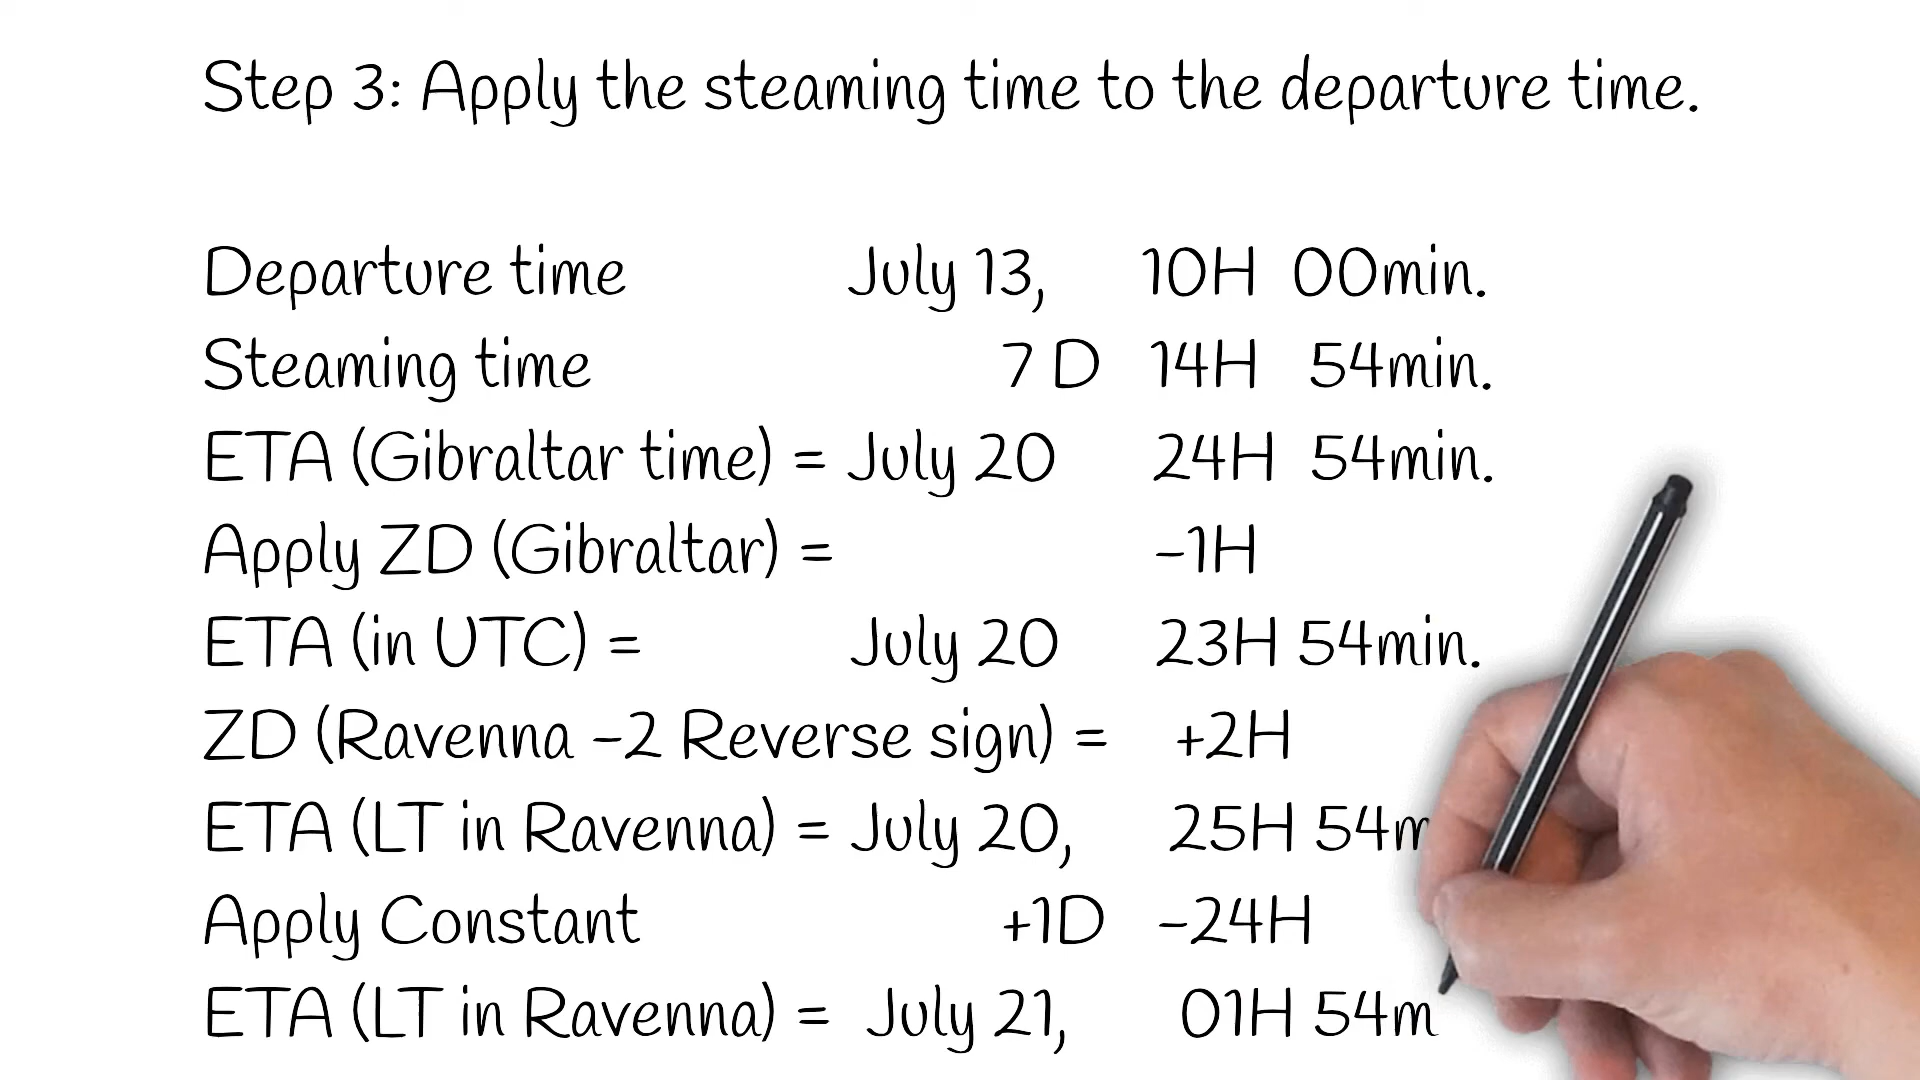 Step 3: Apply the steaming time to the departure time.
Departure time July 13, 10H 00min.
Steaming time 7 D 14H 54min.
ETA (Gibraltar time) = July 20 24H 54min.
Apply ZD (Gibraltar) = -1H
ETA (in UTC) = July 20 23H 54min.
ZD (Ravenna -2 Reverse sign) = +2H
ETA (LT in Ravenna) = July 20, 25H 54m
Apply Constant +1D -24H
ETA (LT in Ravenna) = July 21, 01H 54m